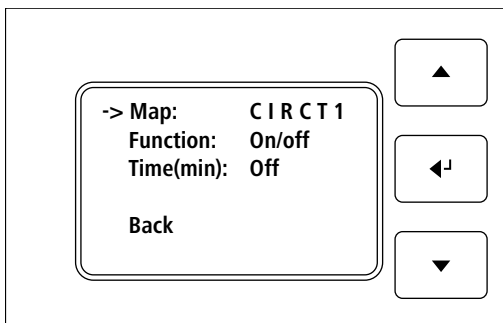 -> Map: C I R C T 1
Function: On/off
Time(min): Off
Back